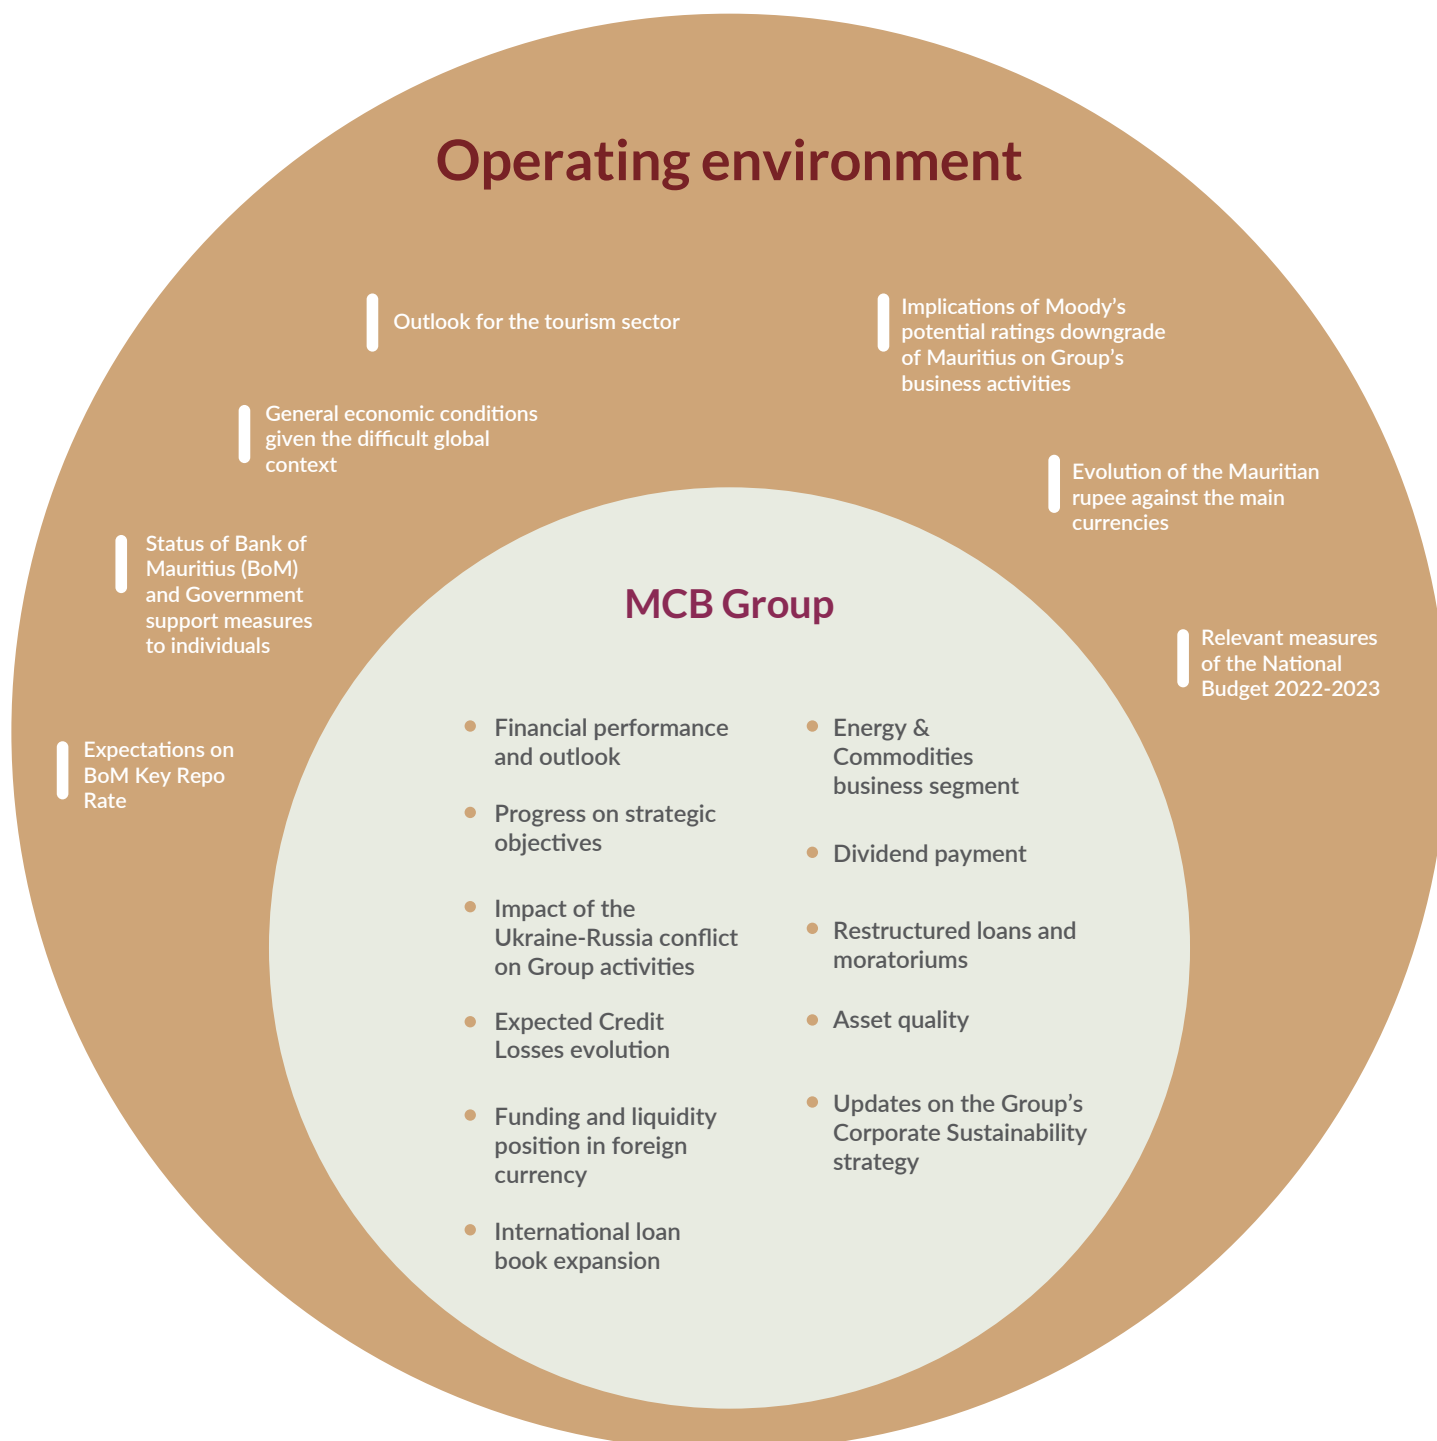 Operating environment
Outlook for the tourism sector
General economic conditions
given the difficult global
context
Status of Bank of
Mauritius (BoM)
and Government
support measures
to individuals
Expectations on
BoM Key Repo
Rate
Implications of Moody’s
potential ratings downgrade
of Mauritius on Group’s
business activities
Evolution of the Mauritian
rupee against the main
currencies
Relevant measures
of the National
Budget 2022-2023
MCB Group
Financial performance
and outlook
Progress on strategic
objectives
Impact of the
Ukraine-Russia conflict
on Group activities
Expected Credit
Losses evolution
Funding and liquidity
position in foreign
currency
International loan
book expansion
Energy &
Commodities
business segment
Dividend payment
Restructured loans and
moratoriums
Asset quality
Updates on the Group’s
Corporate Sustainability
strategy